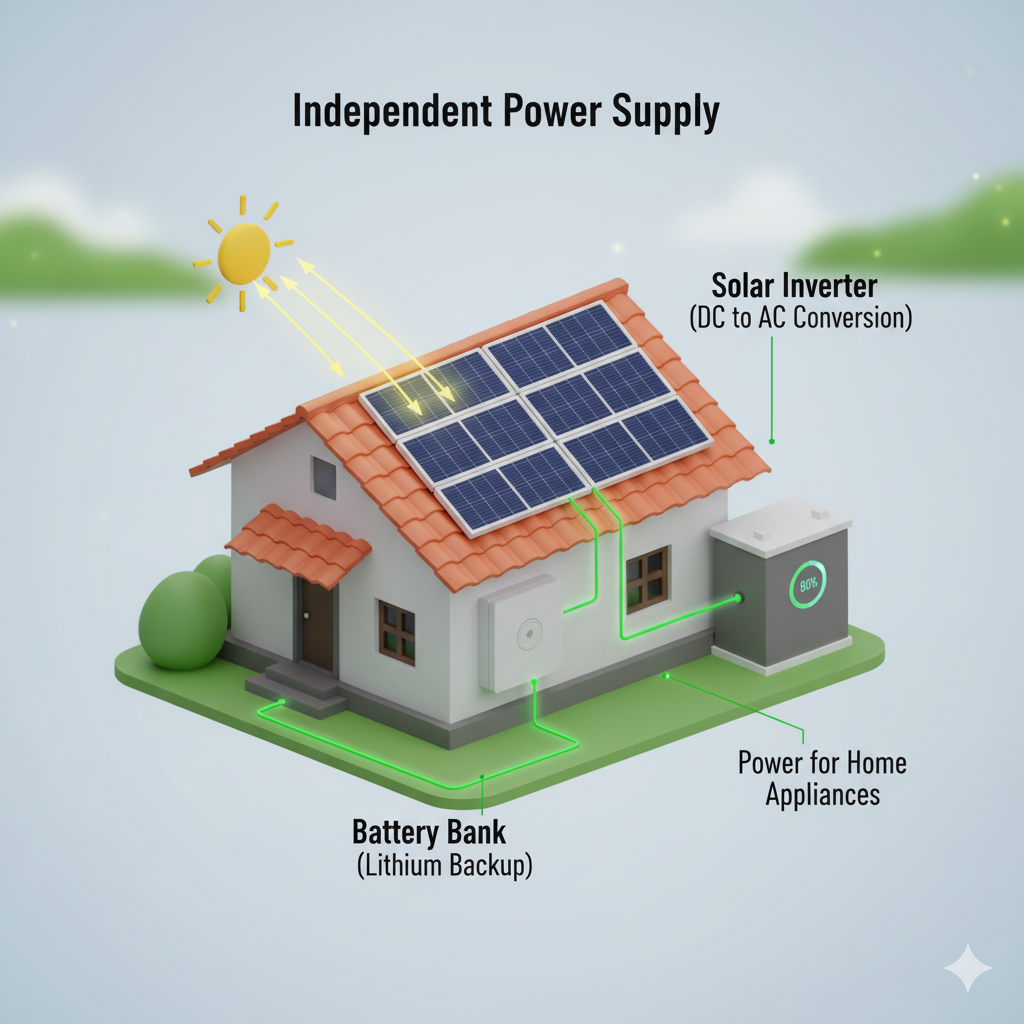 Independent Power Supply
Solar Inverter
(DC to AC Conversion)
80%
Power for Home
Appliances
Battery Bank
(Lithium Backup)